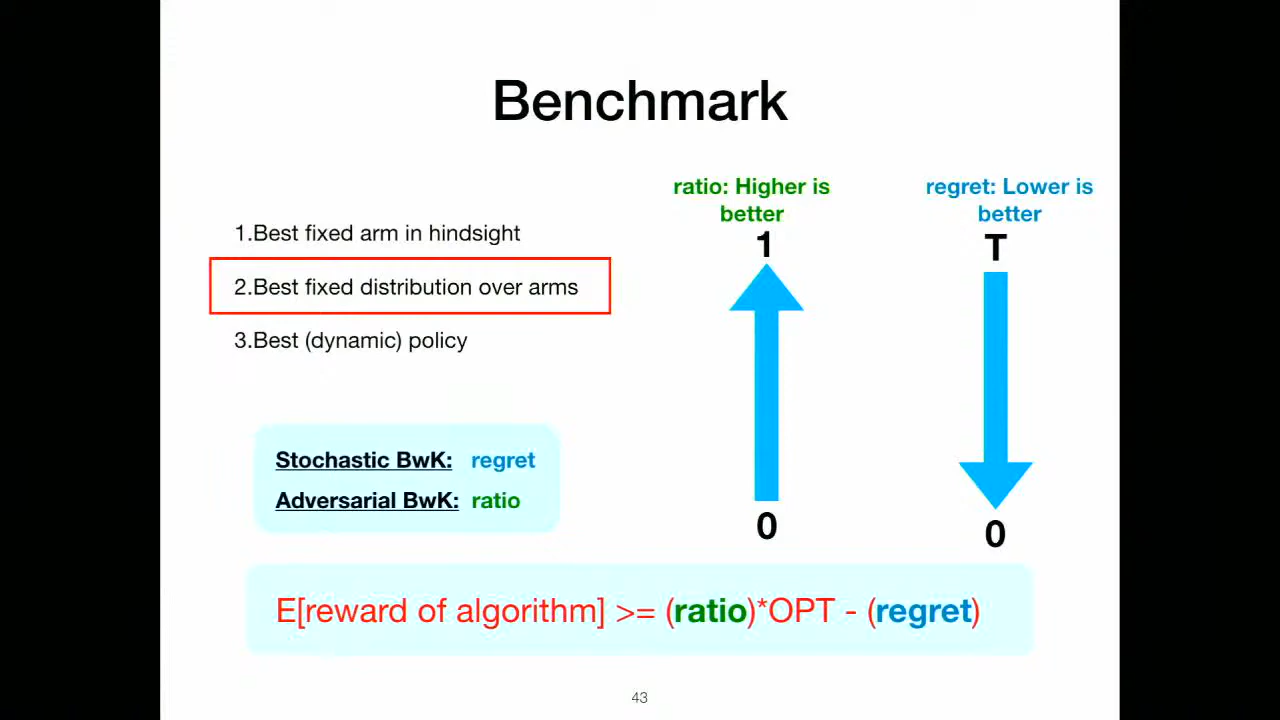 Benchmark
1.Best fixed arm in hindsight
2.Best fixed distribution over arms
3.Best (dynamic) policy
ratio: Higher is
better
1
0
regret: Lower is
better
T
0
Stochastic BwK: regret
Adversarial BwK: ratio
E[reward of algorithm] >= (ratio)*OPT - (regret)
43